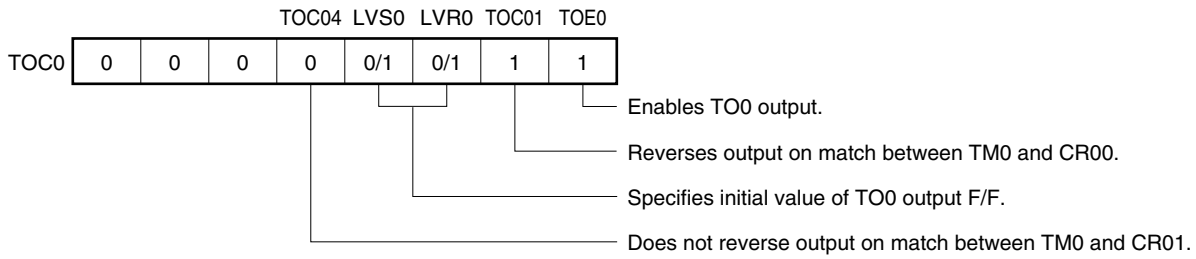 TOC04 LVS0 LVR0 TOC01 TOE0
TOC0 0 0 0 0 0/1 0/1 1 1
Enables TO0 output.
Reverses output on match between TM0 and CR00.
Specifies initial value of TO0 output F/F.
Does not reverse output on match between TM0 and CR01.